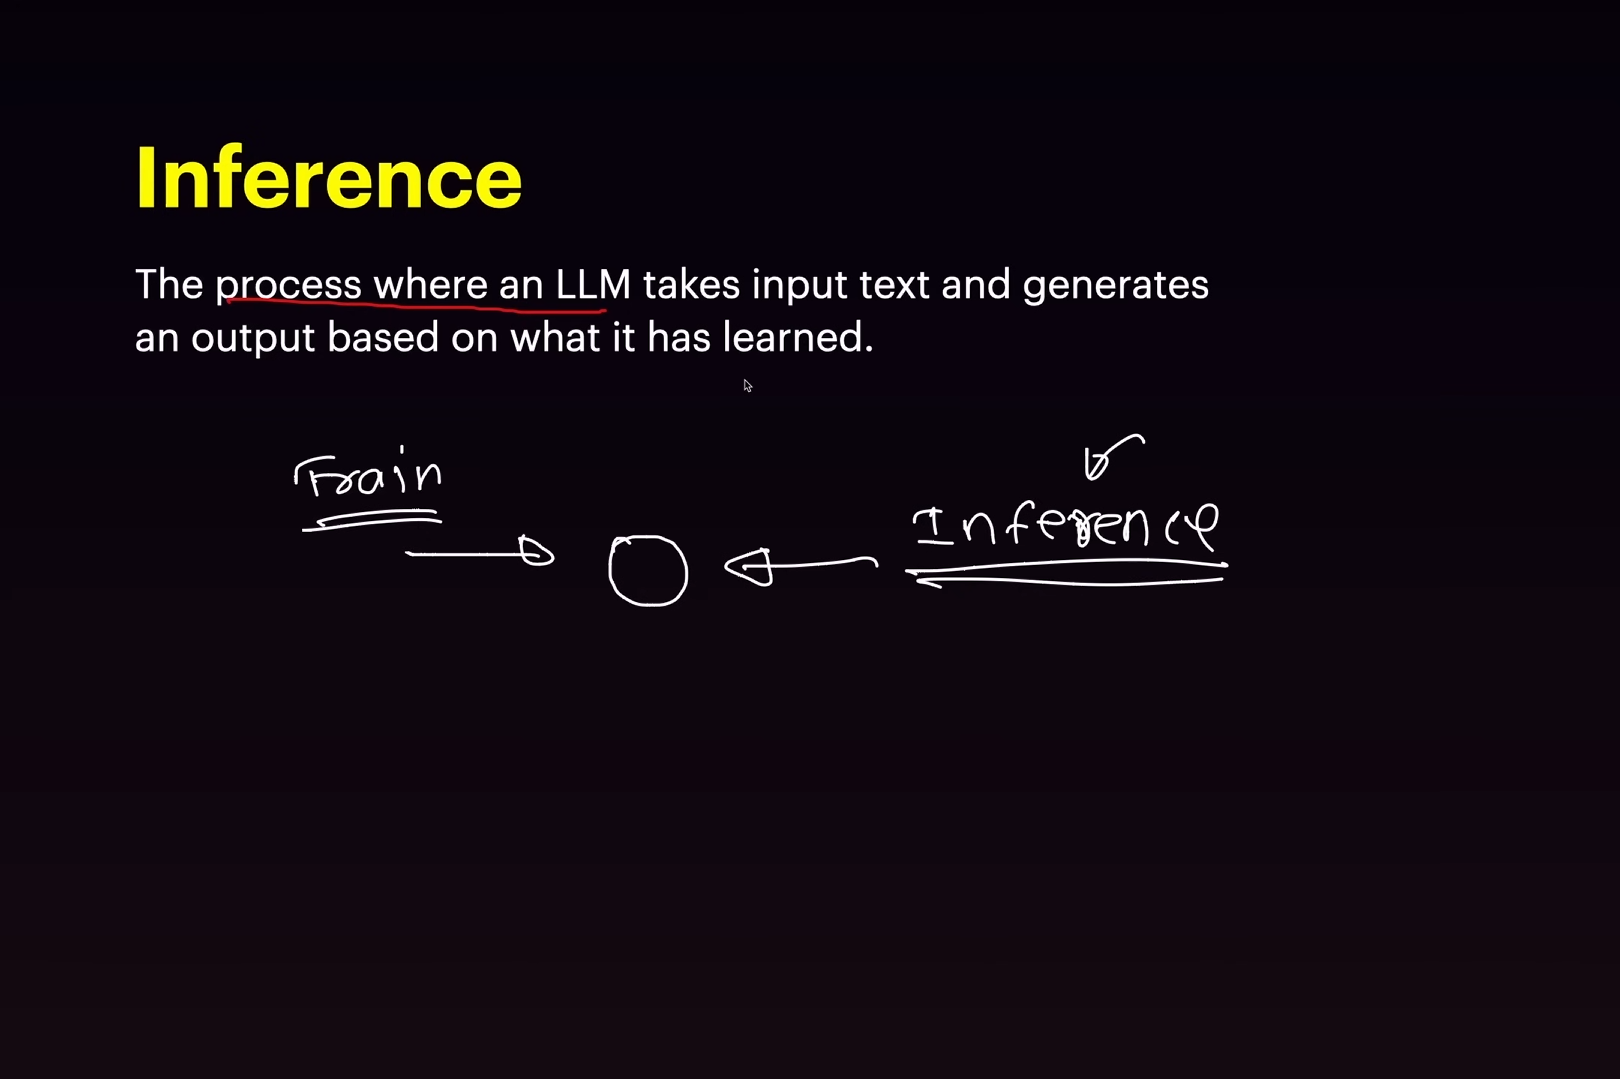 Inference
The process where an LLM takes input text and generates
an output based on what it has learned.
Train
Inference